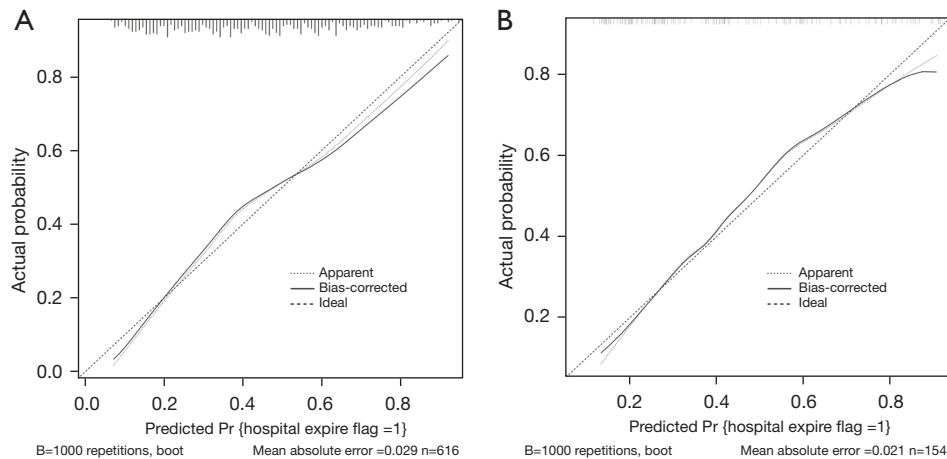 A
Actual probability
0.8
0.6
0.4
0.2
0.0
Apparent
Bias-corrected
Ideal
0.0 0.2 0.4 0.6 0.8
Predicted Pr {hospital expire flag =1}
B=1000 repetitions, boot Mean absolute error =0.029 n=616
B
Actual probability
0.8
0.6
0.4
0.2
Apparent
Bias-corrected
Ideal
0.2 0.4 0.6 0.8
Predicted Pr {hospital expire flag =1}
B=1000 repetitions, boot Mean absolute error =0.021 n=154